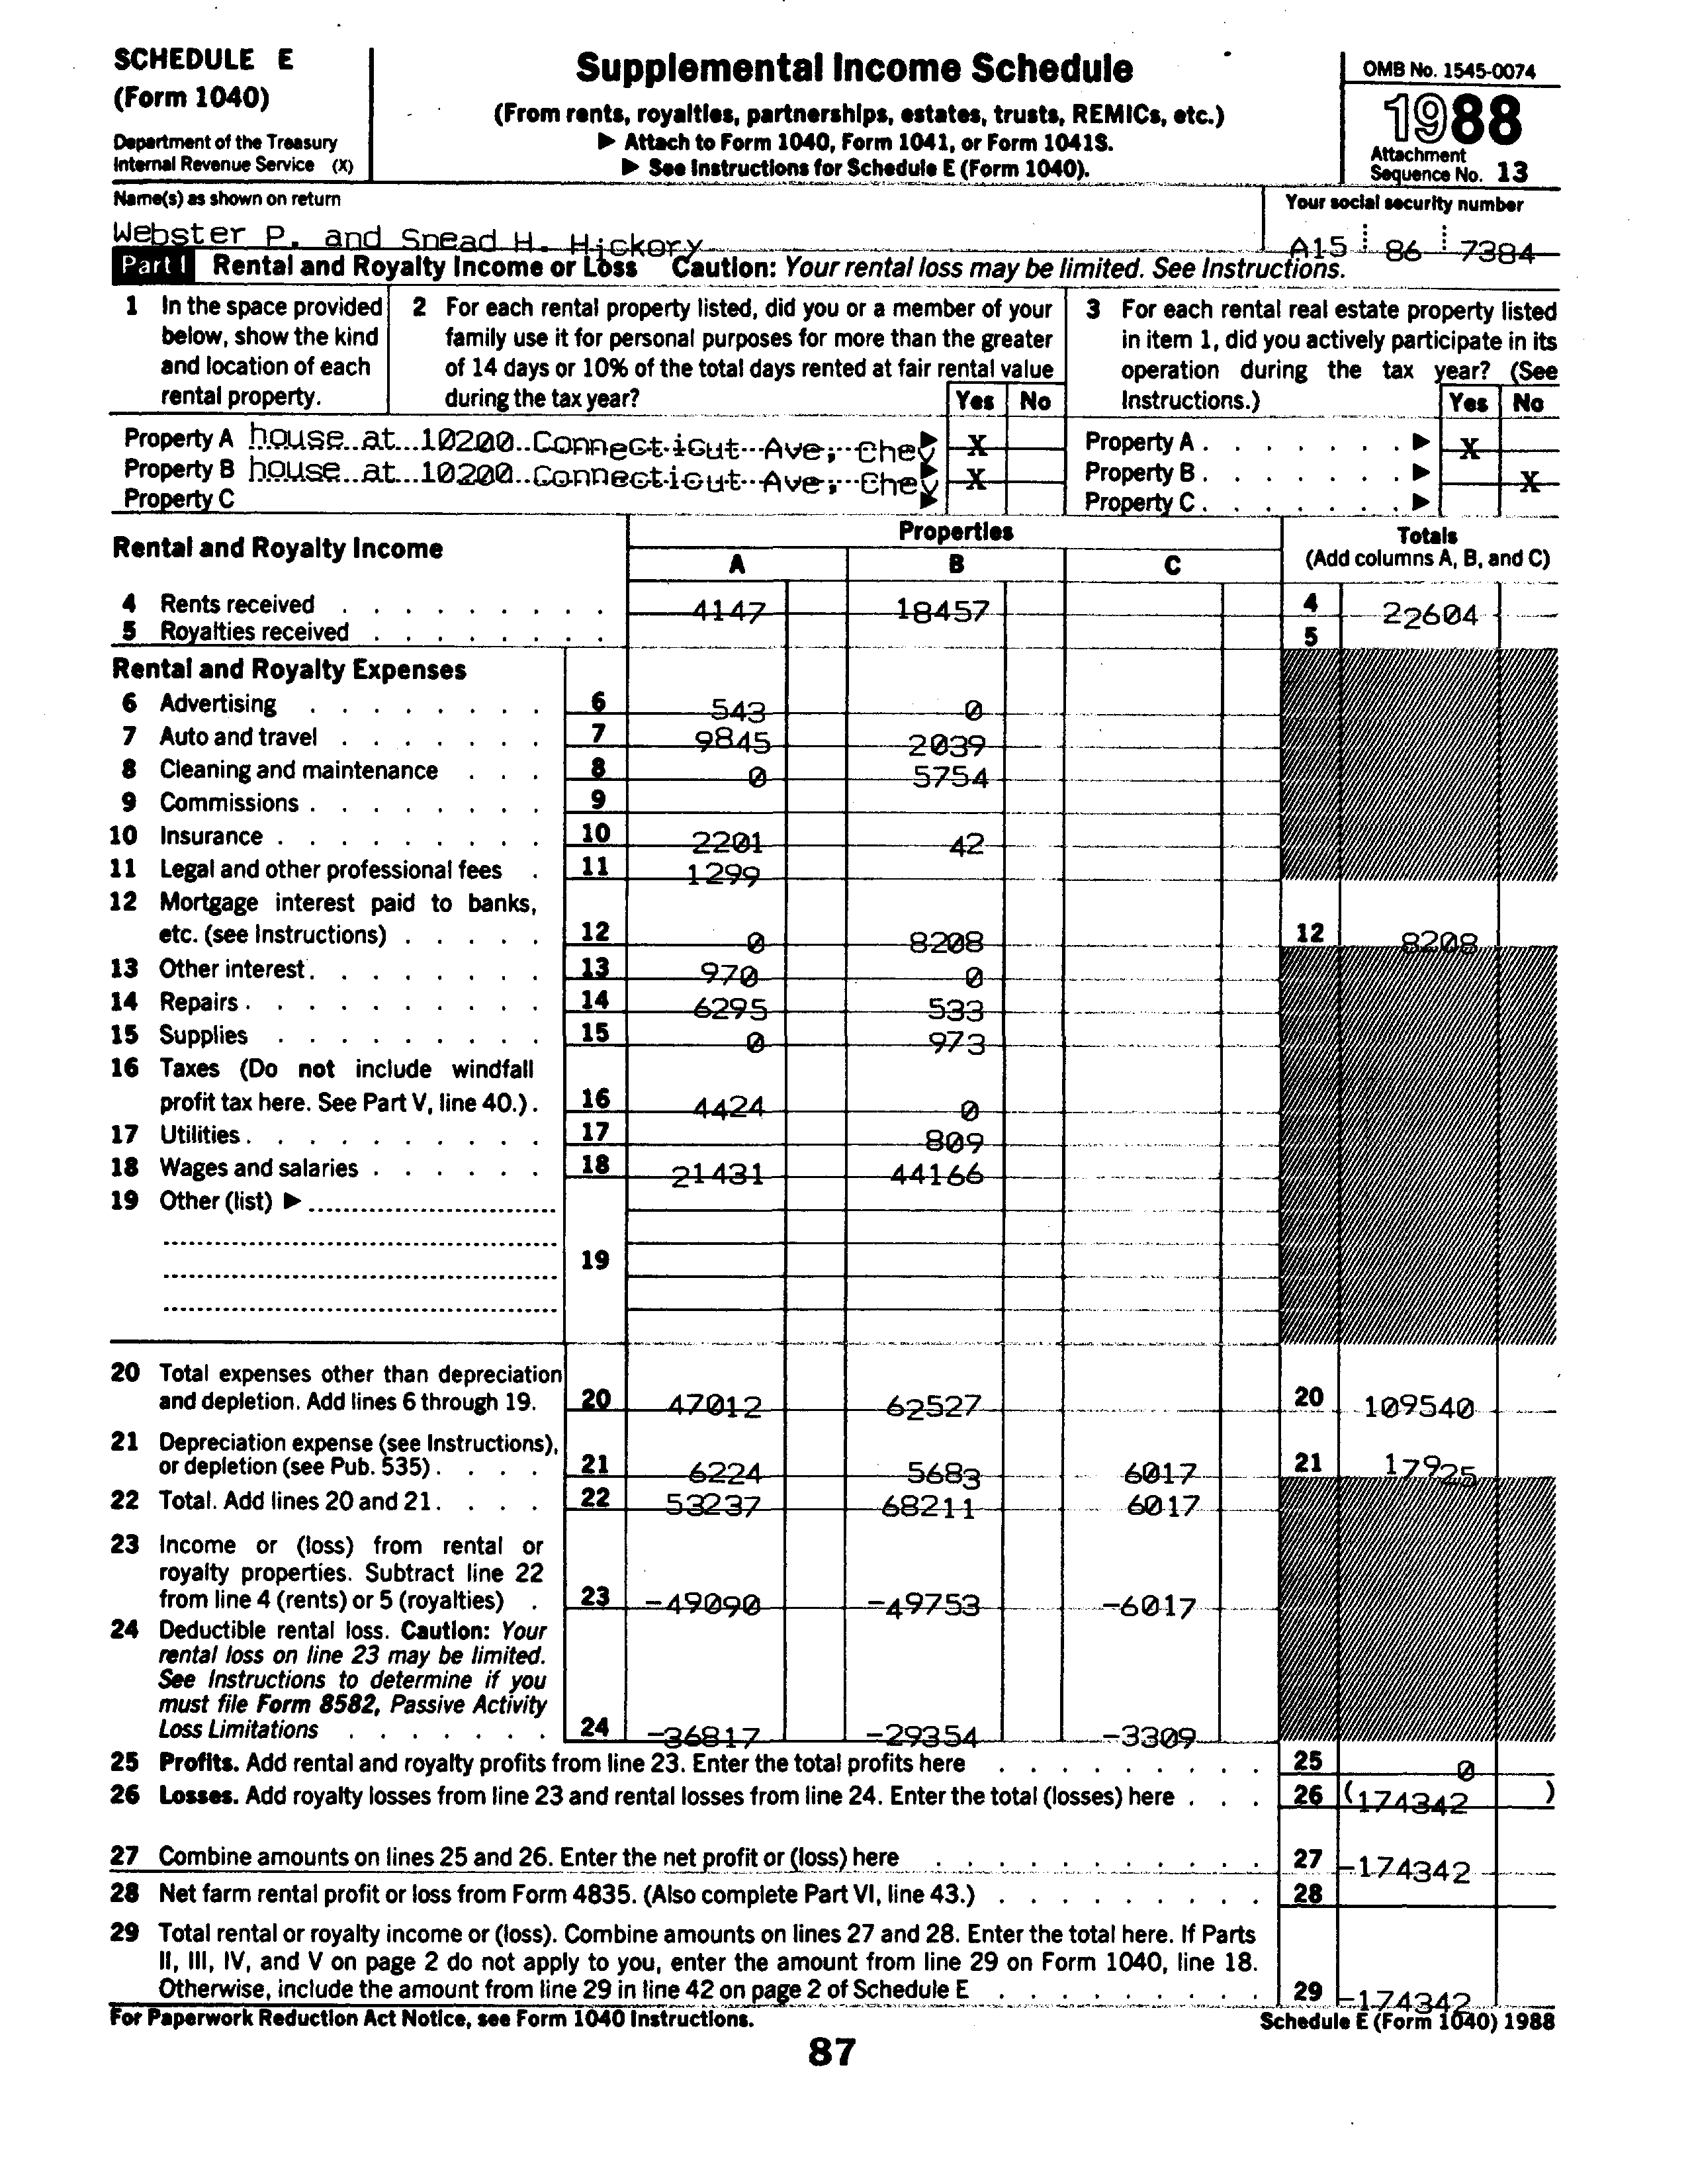 SCHEDULE E
(Form 1040)
Department of the Treasury
Internal Revenue Service (X)
Supplemental Income Schedule
(From rents, royalties, partnerships, estates, trusts, REMICs, etc.)
▶ Attach to Form 1040, Form 1041, or Form 1041S.
▶ See Instructions for Schedule E (Form 1040).
OMB No. 1545-0074
1988
Attachment
Sequence No. 13
Name(s) as shown on return
Your social security number
Webster P. and Snead H. Hickory
A15 86 7384
Part I Rental and Royalty Income or Loss Caution: Your rental loss may be limited. See Instructions.
1 In the space provided below, show the kind and location of each rental property.
2 For each rental property listed, did you or a member of your family use it for personal purposes for more than the greater of 14 days or 10% of the total days rented at fair rental value during the tax year? Yes No
3 For each rental real estate property listed in item 1, did you actively participate in its operation during the tax year? (See Instructions.) Yes No
Property A house at 10200 Connecticut Ave, Chev ▶ X Property A . . . . . . . ▶ X
Property B house at 10200 Connecticut Ave, Chev ▶ X Property B . . . . . . . ▶ X
Property C ▶ Property C . . . . . . . ▶
Rental and Royalty Income
Properties
Totals
(Add columns A, B, and C)
A B C
4 Rents received . . . . . . . . . 4147 18457 4 22604
5 Royalties received . . . . . . . . 5
Rental and Royalty Expenses
6 Advertising . . . . . . . . 6 543 0
7 Auto and travel . . . . . . . 7 9845 2039
8 Cleaning and maintenance . . . 8 0 5754
9 Commissions . . . . . . . . 9
10 Insurance . . . . . . . . . 10 2201 42
11 Legal and other professional fees . 11 1299
12 Mortgage interest paid to banks,
etc. (see Instructions) . . . . . 12 0 8208 12 8208
13 Other interest . . . . . . . . 13 970 0
14 Repairs . . . . . . . . . . 14 6295 533
15 Supplies . . . . . . . . . 15 0 973
16 Taxes (Do not include windfall
profit tax here. See Part V, line 40.) . 16 4424 0
17 Utilities . . . . . . . . . . 17 809
18 Wages and salaries . . . . . . 18 21431 44166
19 Other (list) ▶
19
20 Total expenses other than depreciation
and depletion. Add lines 6 through 19. 20 47012 62527 20 109540
21 Depreciation expense (see Instructions),
or depletion (see Pub. 535) . . . . 21 6224 5683 6017 21 17925
22 Total. Add lines 20 and 21 . . . . 22 53237 68211 6017
23 Income or (loss) from rental or
royalty properties. Subtract line 22
from line 4 (rents) or 5 (royalties) . 23 -49090 -49753 -6017
24 Deductible rental loss. Caution: Your
rental loss on line 23 may be limited.
See Instructions to determine if you
must file Form 8582, Passive Activity
Loss Limitations . . . . . . . 24 -36817 -29354 -3309
25 Profits. Add rental and royalty profits from line 23. Enter the total profits here . . . . . . . . . 25 0
26 Losses. Add royalty losses from line 23 and rental losses from line 24. Enter the total (losses) here . . . 26 (174342 )
27 Combine amounts on lines 25 and 26. Enter the net profit or (loss) here . . . . . . . . . . . 27 -174342
28 Net farm rental profit or loss from Form 4835. (Also complete Part VI, line 43.) . . . . . . . . . 28
29 Total rental or royalty income or (loss). Combine amounts on lines 27 and 28. Enter the total here. If Parts
II, III, IV, and V on page 2 do not apply to you, enter the amount from line 29 on Form 1040, line 18.
Otherwise, include the amount from line 29 in line 42 on page 2 of Schedule E . . . . . . . . . 29 -174342
For Paperwork Reduction Act Notice, see Form 1040 Instructions.
Schedule E (Form 1040) 1988
87